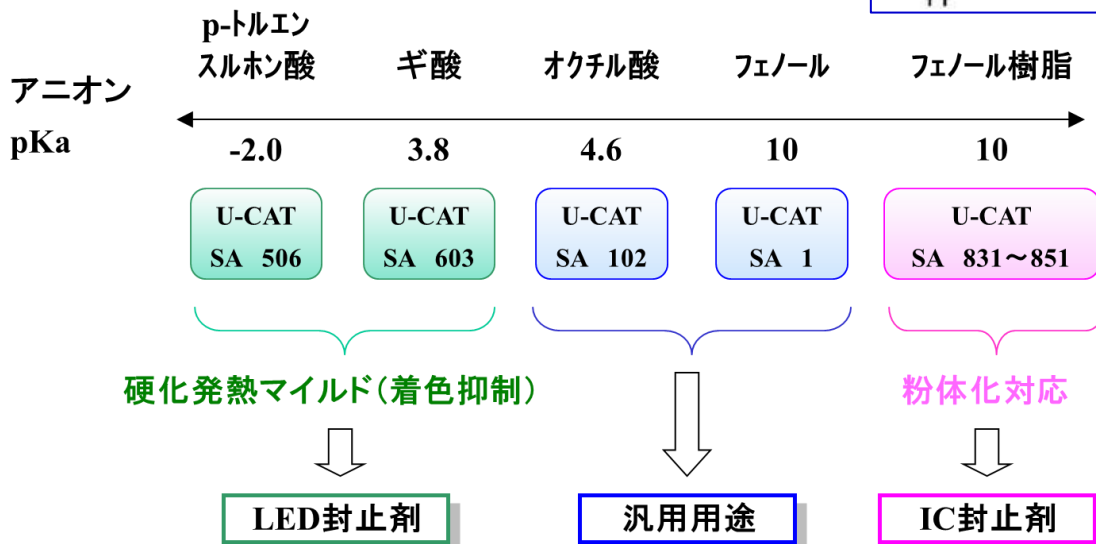 p-トルエン
スルホン酸
ギ酸
オクチル酸
フェノール
フェノール樹脂
アニオン
pKa
-2.0
3.8
4.6
10
10
U-CAT
SA 506
U-CAT
SA 603
U-CAT
SA 102
U-CAT
SA 1
U-CAT
SA 831～851
硬化発熱マイルド（着色抑制）
粉体化対応
LED封止剤
汎用用途
IC封止剤